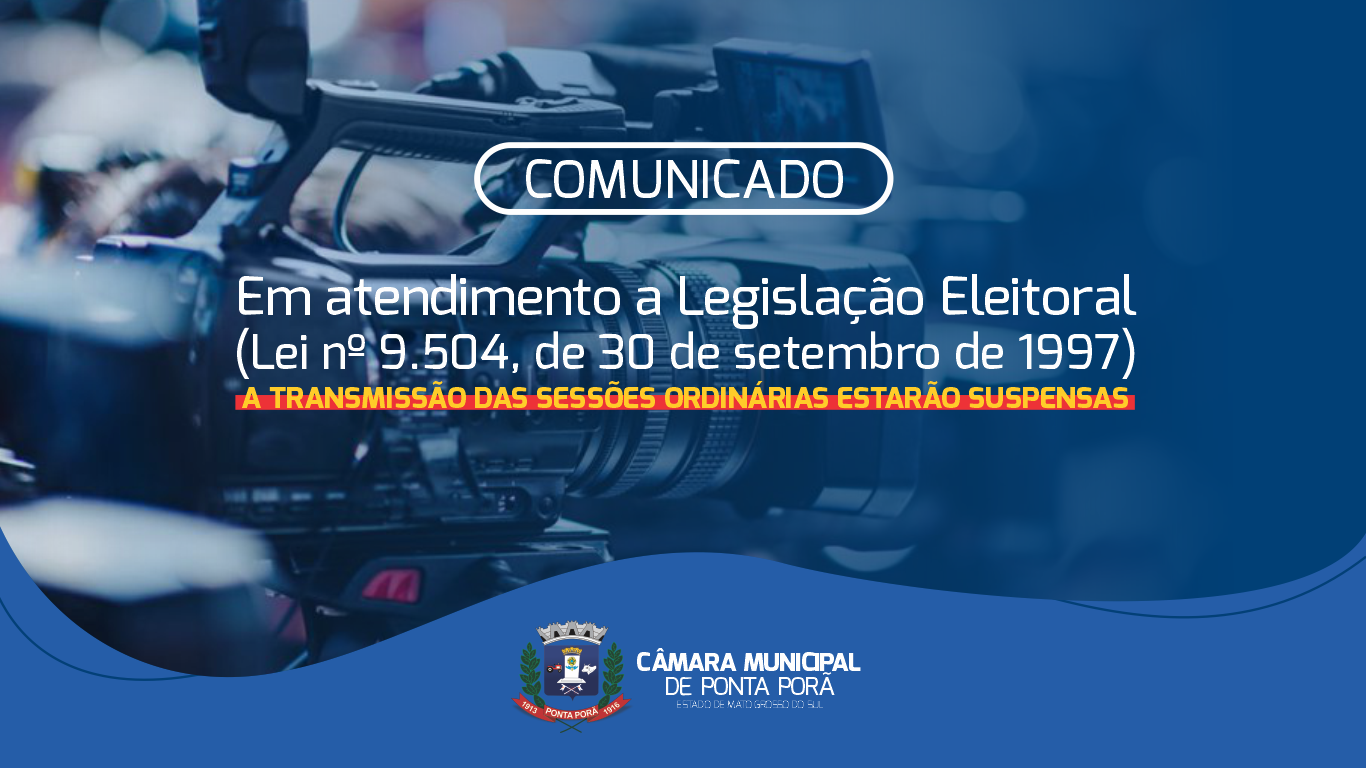 COMUNICADO
Em atendimento a Legislação Eleitoral
(Lei nº 9.504, de 30 de setembro de 1997)
A TRANSMISSÃO DAS SESSÕES ORDINÁRIAS ESTARÃO SUSPENSAS
CÂMARA MUNICIPAL
DE PONTA PORÃ
ESTADO DE MATO GROSSO DO SUL
1913 PONTA PORÃ 1916